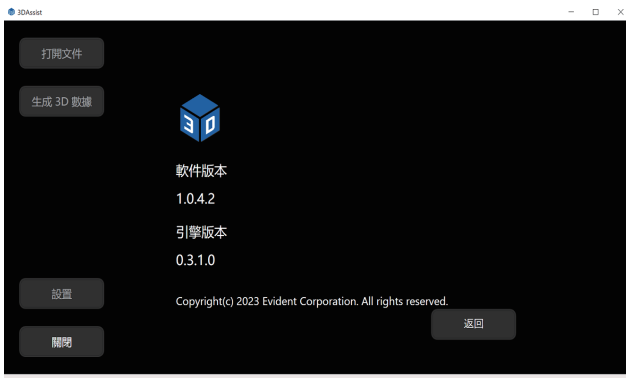 3DAssist
打開文件
生成 3D 數據
3D
軟件版本
1.0.4.2
引擎版本
0.3.1.0
Copyright(c) 2023 Evident Corporation. All rights reserved.
返回
設置
關閉